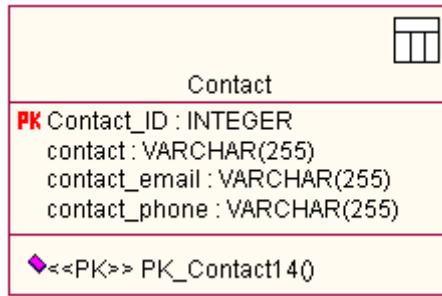 Contact
PK Contact_ID : INTEGER
contact : VARCHAR(255)
contact_email : VARCHAR(255)
contact_phone : VARCHAR(255)
<<PK>> PK_Contact14()